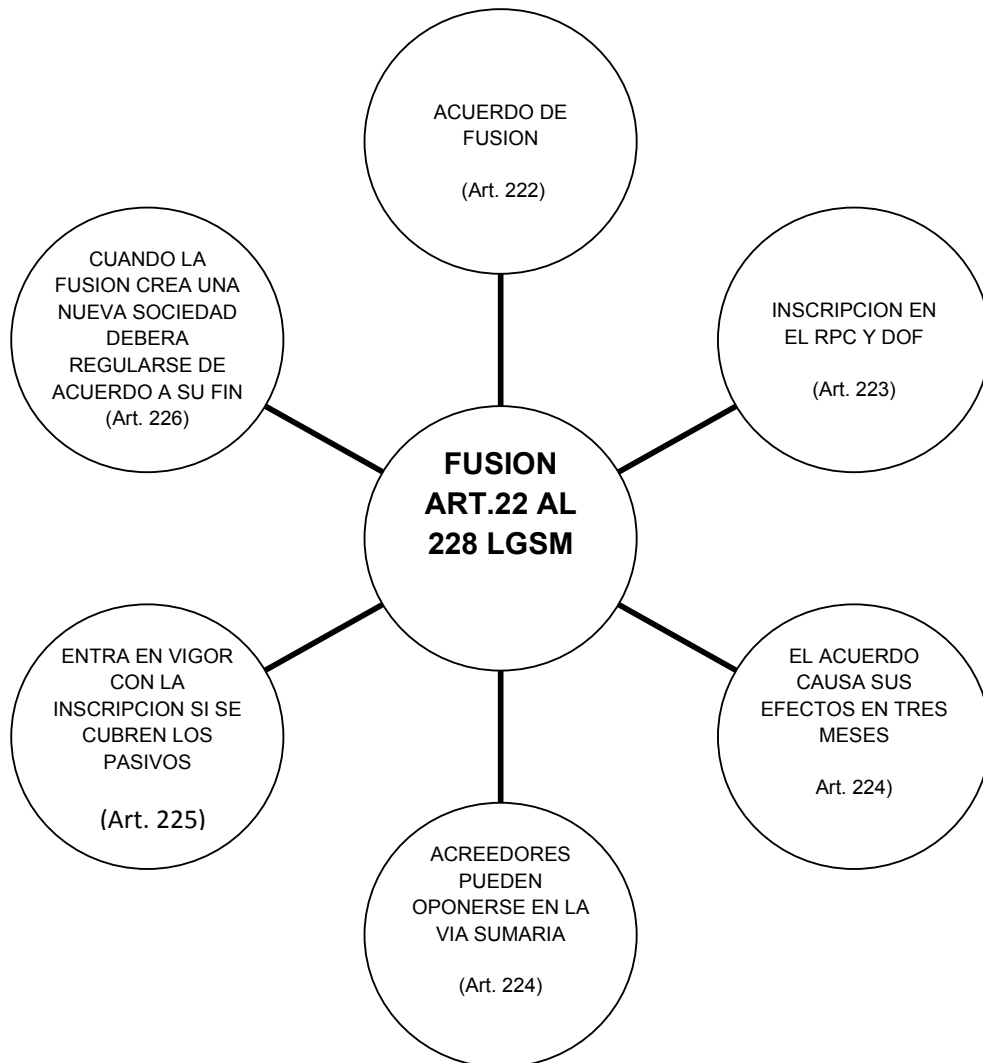 ACUERDO DE
FUSION
(Art. 222)
INSCRIPCION EN
EL RPC Y DOF
(Art. 223)
EL ACUERDO
CAUSA SUS
EFECTOS EN TRES
MESES
Art. 224)
ACREEDORES
PUEDEN
OPONERSE EN LA
VIA SUMARIA
(Art. 224)
ENTRA EN VIGOR
CON LA
INSCRIPCION SI SE
CUBREN LOS
PASIVOS
(Art. 225)
CUANDO LA
FUSION CREA UNA
NUEVA SOCIEDAD
DEBERA
REGULARSE DE
ACUERDO A SU FIN
(Art. 226)
FUSION
ART.22 AL
228 LGSM